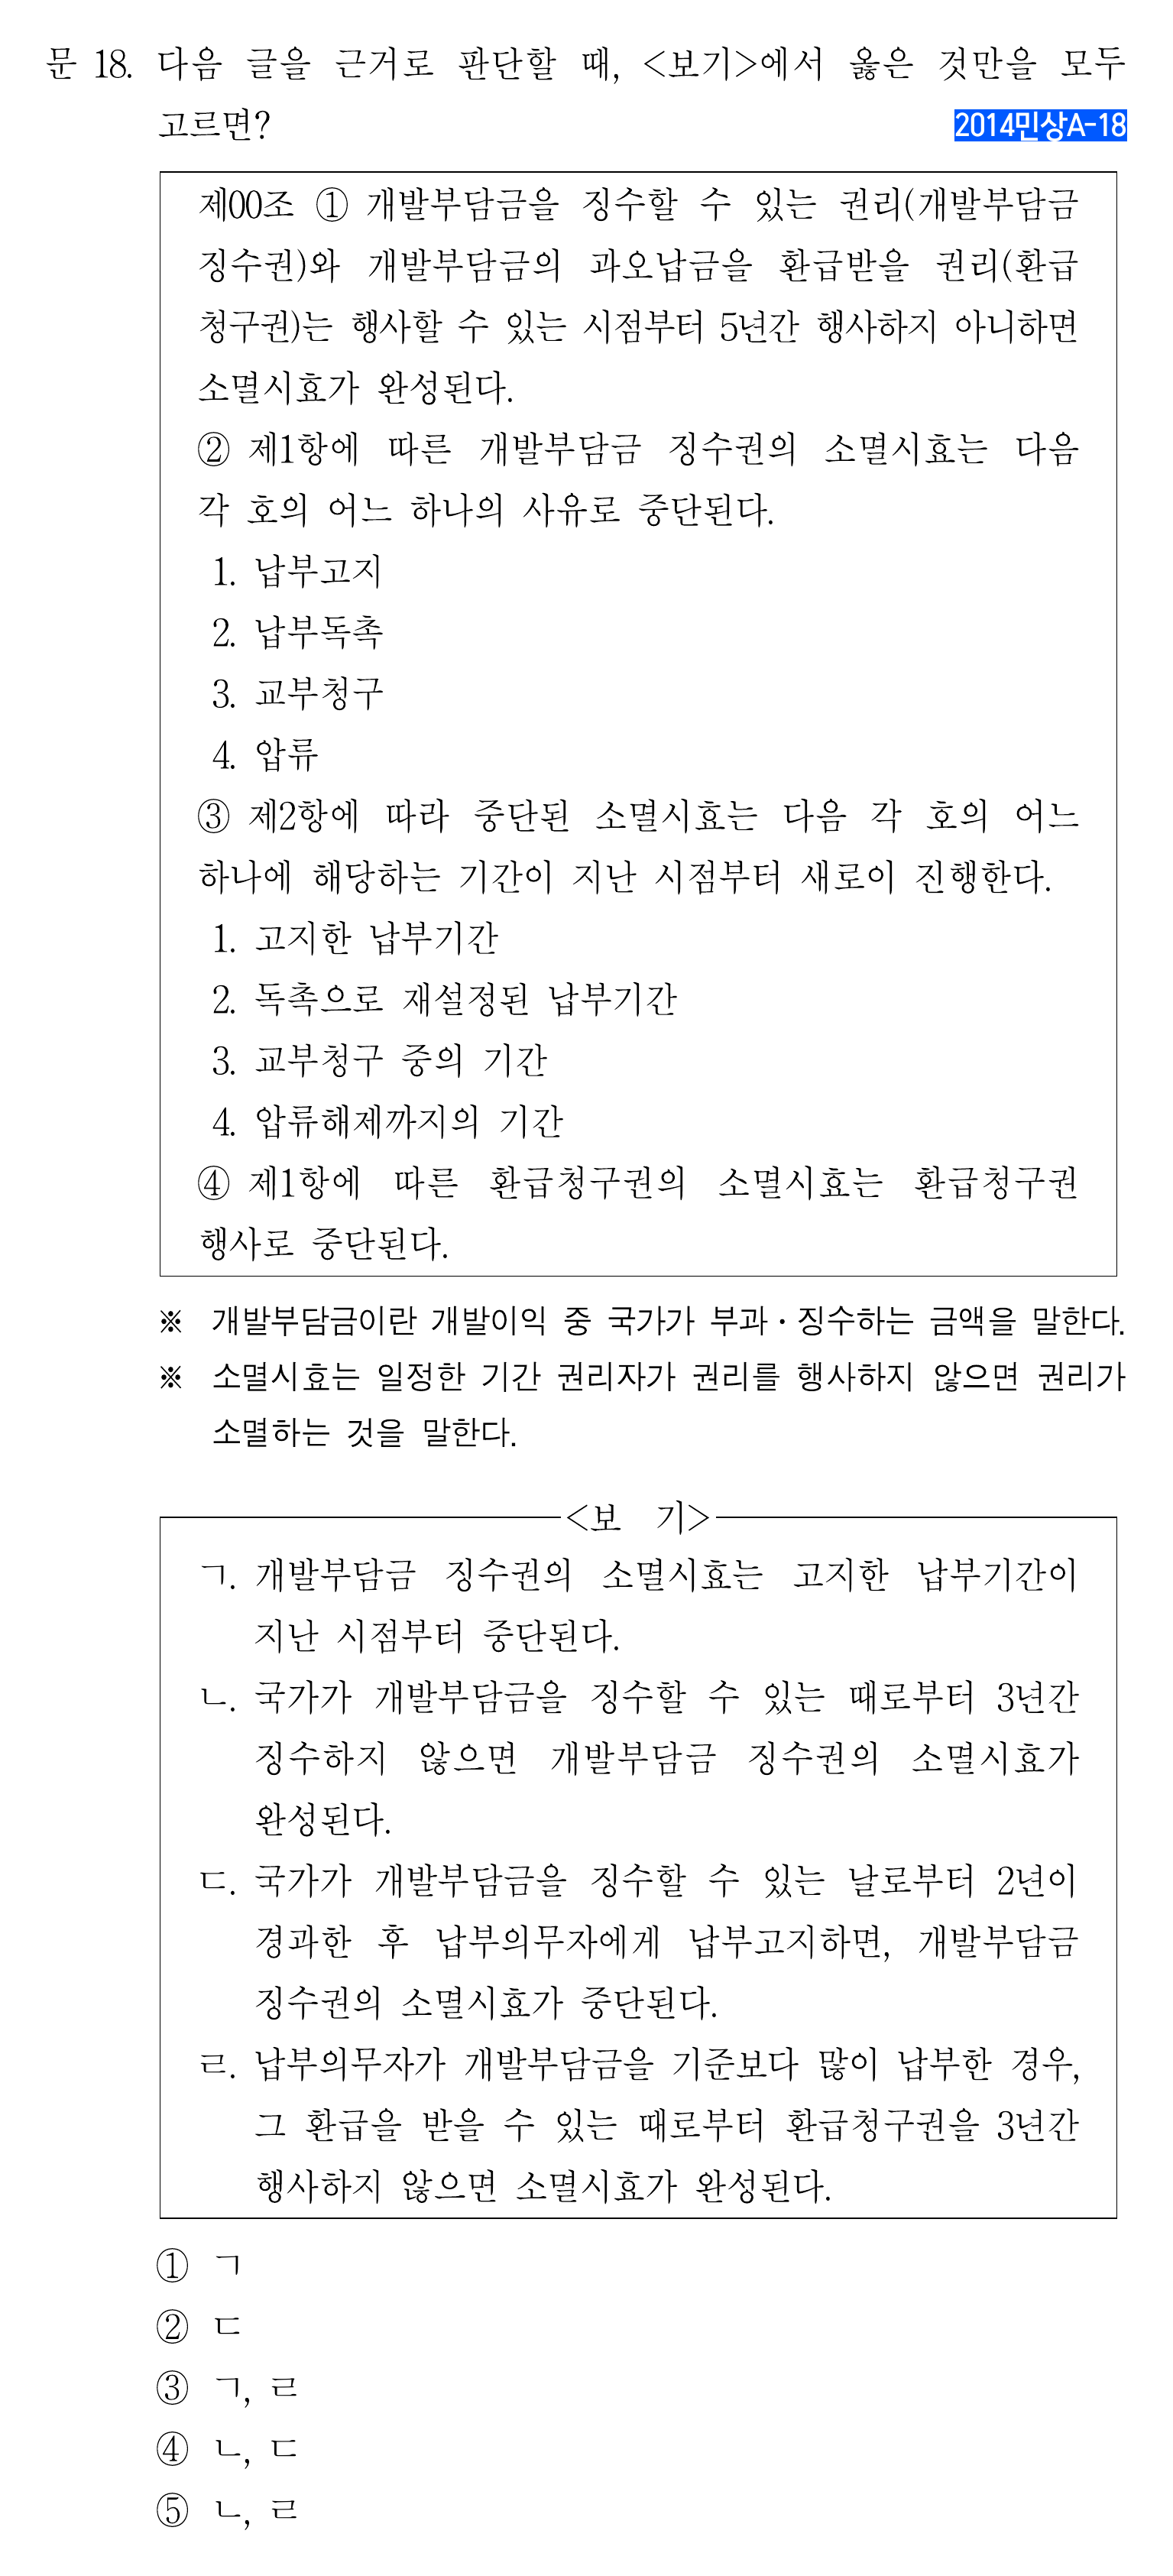 문 18. 다음 글을 근거로 판단할 때, <보기>에서 옳은 것만을 모두
고르면?
2014민상A-18
제00조 ① 개발부담금을 징수할 수 있는 권리(개발부담금
징수권)와 개발부담금의 과오납금을 환급받을 권리(환급
청구권)는 행사할 수 있는 시점부터 5년간 행사하지 아니하면
소멸시효가 완성된다.
② 제1항에 따른 개발부담금 징수권의 소멸시효는 다음
각 호의 어느 하나의 사유로 중단된다.
1. 납부고지
2. 납부독촉
3. 교부청구
4. 압류
③ 제2항에 따라 중단된 소멸시효는 다음 각 호의 어느
하나에 해당하는 기간이 지난 시점부터 새로이 진행한다.
1. 고지한 납부기간
2. 독촉으로 재설정된 납부기간
3. 교부청구 중의 기간
4. 압류해제까지의 기간
④ 제1항에 따른 환급청구권의 소멸시효는 환급청구권
행사로 중단된다.
※ 개발부담금이란 개발이익 중 국가가 부과·징수하는 금액을 말한다.
※ 소멸시효는 일정한 기간 권리자가 권리를 행사하지 않으면 권리가
소멸하는 것을 말한다.
<보 기>
ㄱ. 개발부담금 징수권의 소멸시효는 고지한 납부기간이
지난 시점부터 중단된다.
ㄴ. 국가가 개발부담금을 징수할 수 있는 때로부터 3년간
징수하지 않으면 개발부담금 징수권의 소멸시효가
완성된다.
ㄷ. 국가가 개발부담금을 징수할 수 있는 날로부터 2년이
경과한 후 납부의무자에게 납부고지하면, 개발부담금
징수권의 소멸시효가 중단된다.
ㄹ. 납부의무자가 개발부담금을 기준보다 많이 납부한 경우,
그 환급을 받을 수 있는 때로부터 환급청구권을 3년간
행사하지 않으면 소멸시효가 완성된다.
① ㄱ
② ㄷ
③ ㄱ, ㄹ
④ ㄴ, ㄷ
⑤ ㄴ, ㄹ